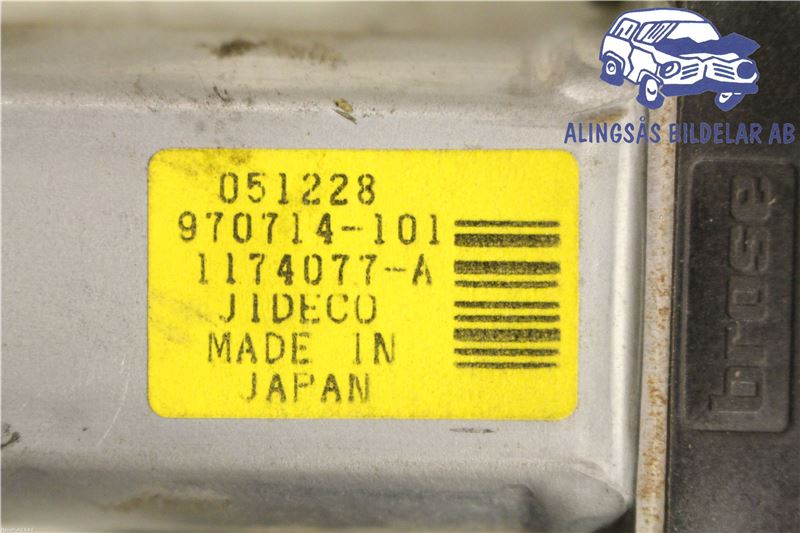 ALINGSÅS BILDELAR AB
051228
970714-101
1174077-A
JIDECO
MADE IN
JAPAN
brose